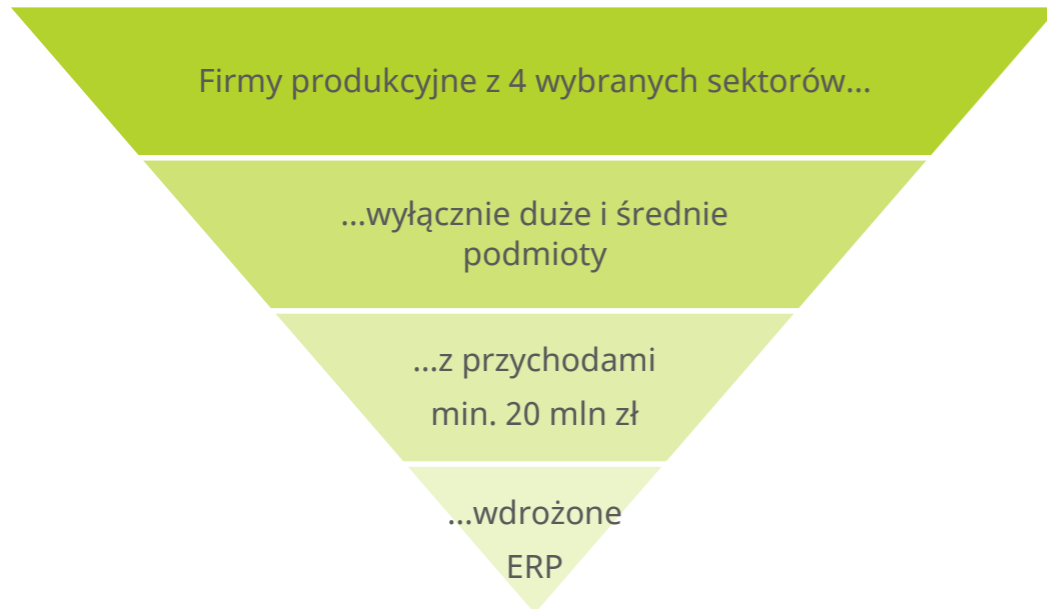 Firmy produkcyjne z 4 wybranych sektorów...
...wyłącznie duże i średnie
podmioty
...z przychodami
min. 20 mln zł
...wdrożone
ERP